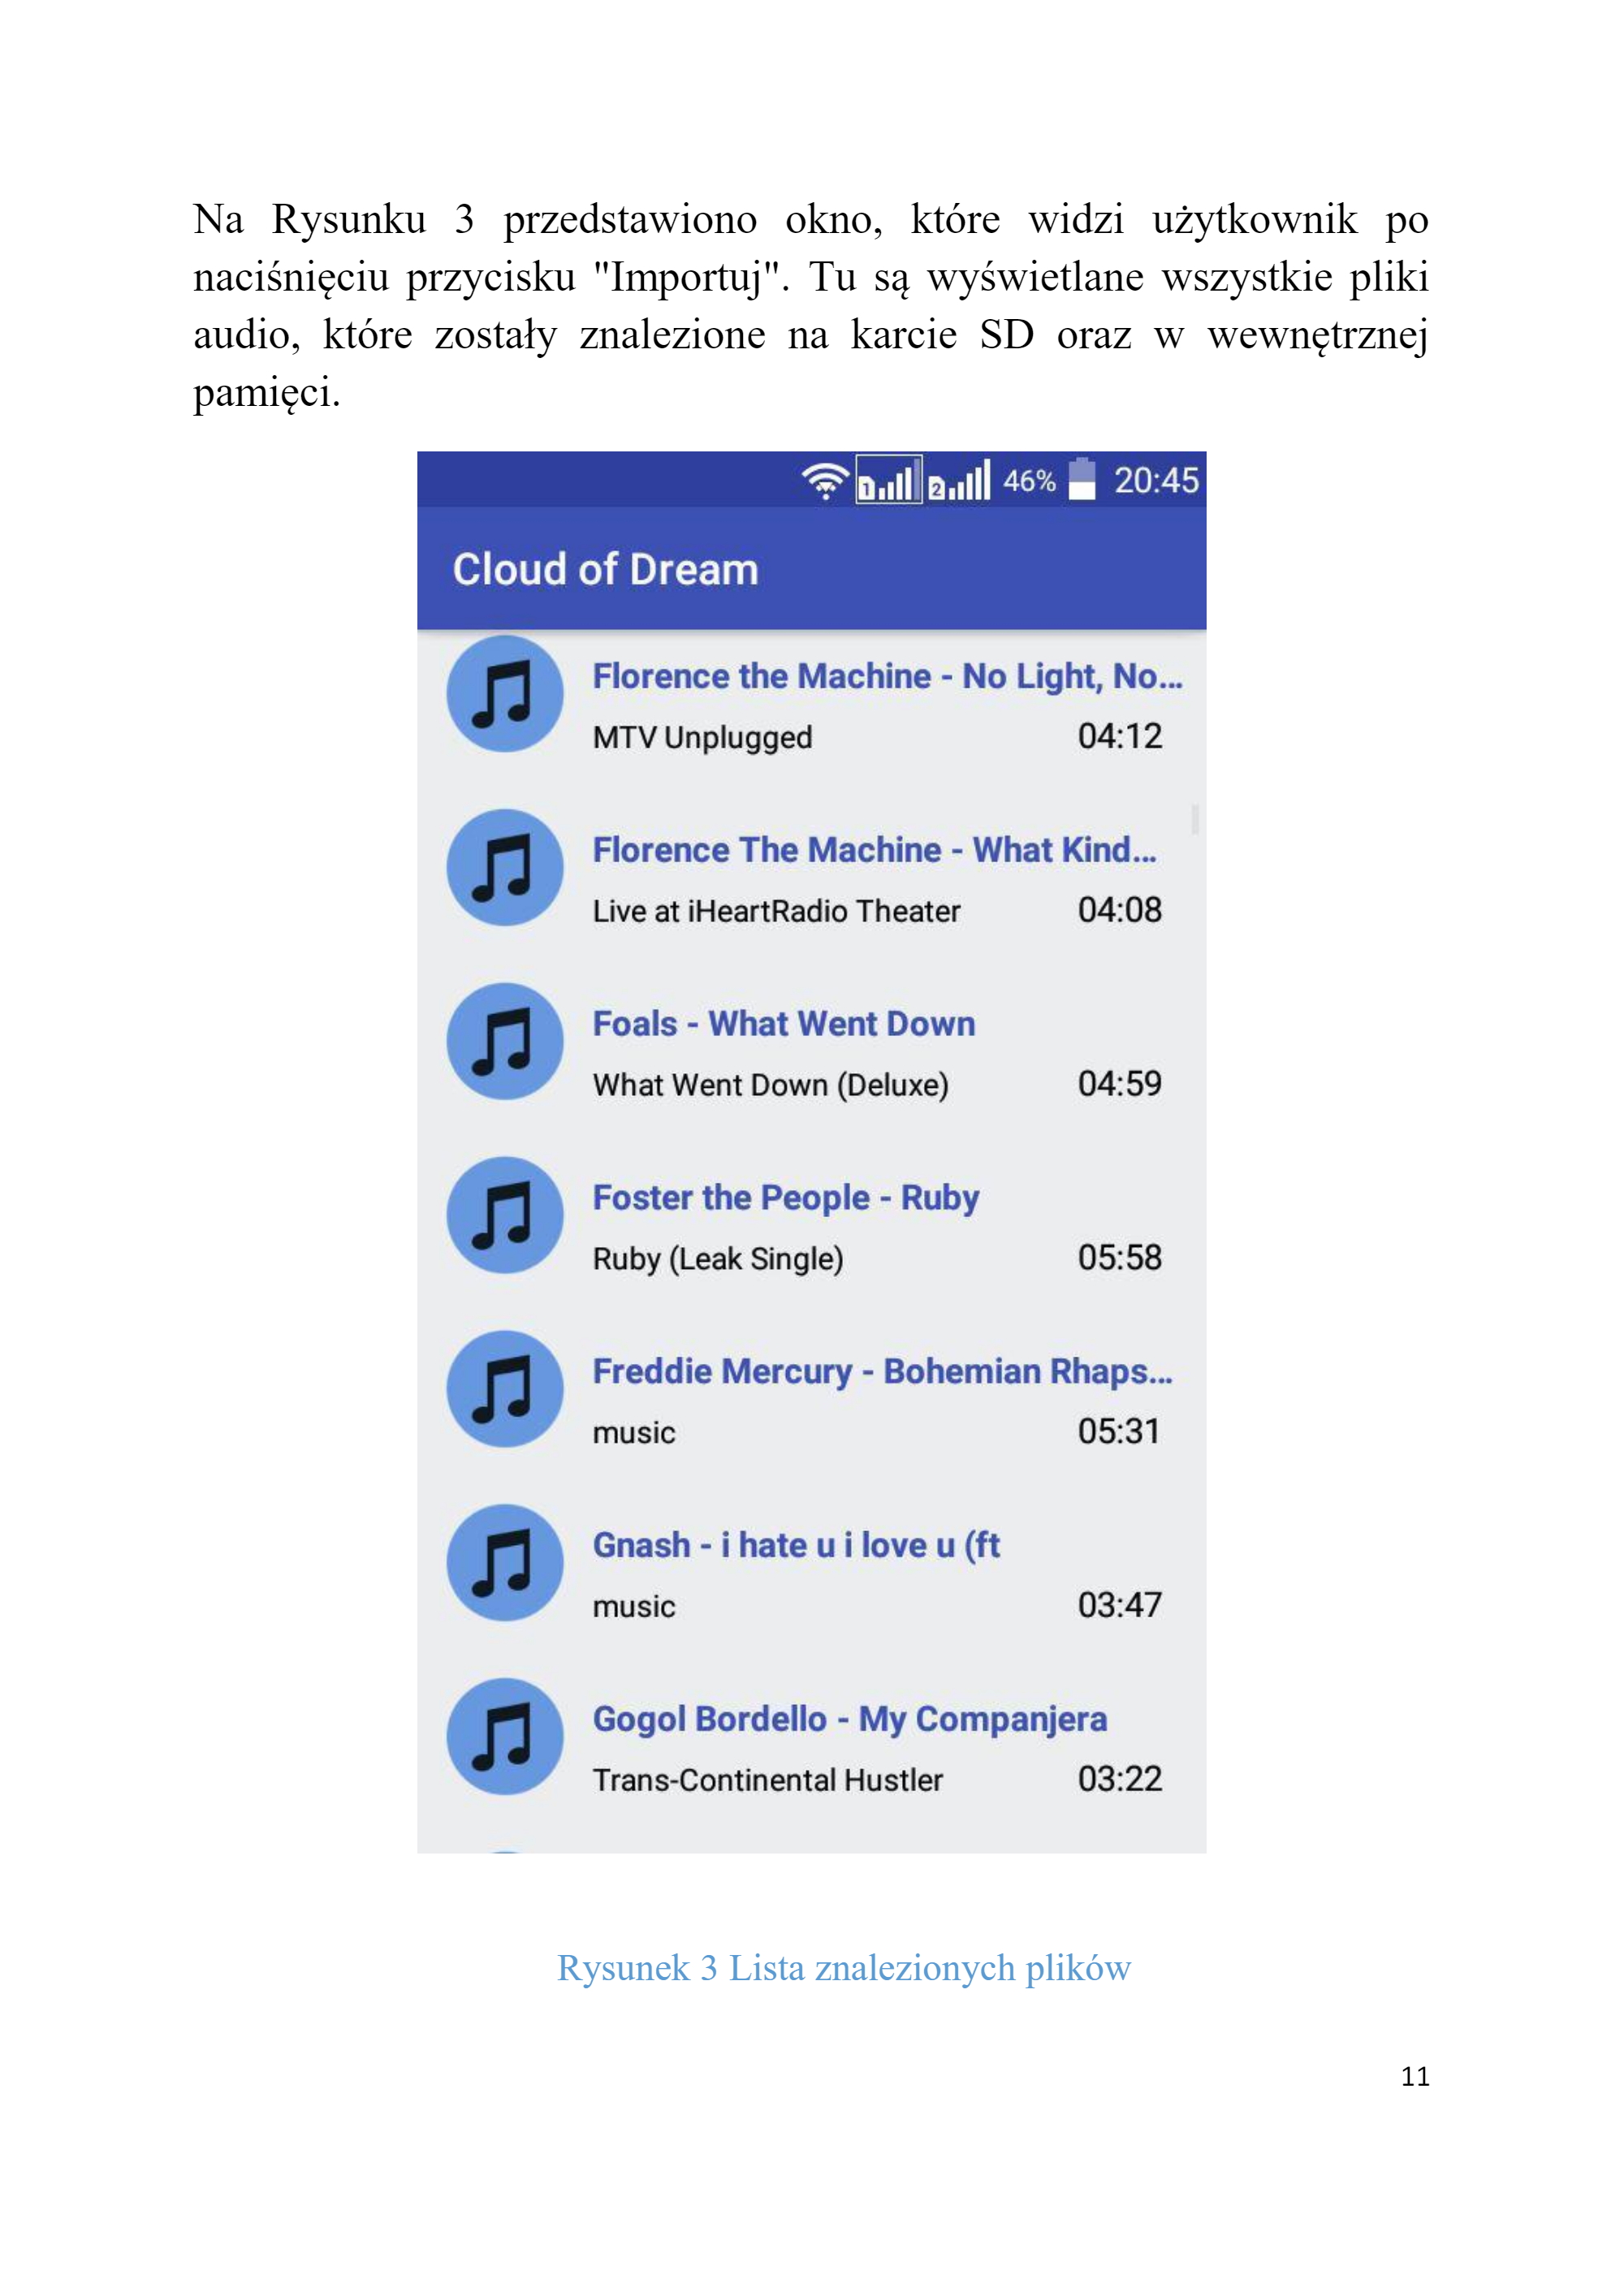 Na Rysunku 3 przedstawiono okno, które widzi użytkownik po
naciśnięciu przycisku "Importuj". Tu są wyświetlane wszystkie pliki
audio, które zostały znalezione na karcie SD oraz w wewnętrznej
pamięci.
1 2 46% 20:45
Cloud of Dream
Florence the Machine - No Light, No...
MTV Unplugged 04:12
Florence The Machine - What Kind...
Live at iHeartRadio Theater 04:08
Foals - What Went Down
What Went Down (Deluxe) 04:59
Foster the People - Ruby
Ruby (Leak Single) 05:58
Freddie Mercury - Bohemian Rhaps...
music 05:31
Gnash - i hate u i love u (ft
music 03:47
Gogol Bordello - My Companjera
Trans-Continental Hustler 03:22
Rysunek 3 Lista znalezionych plików
11